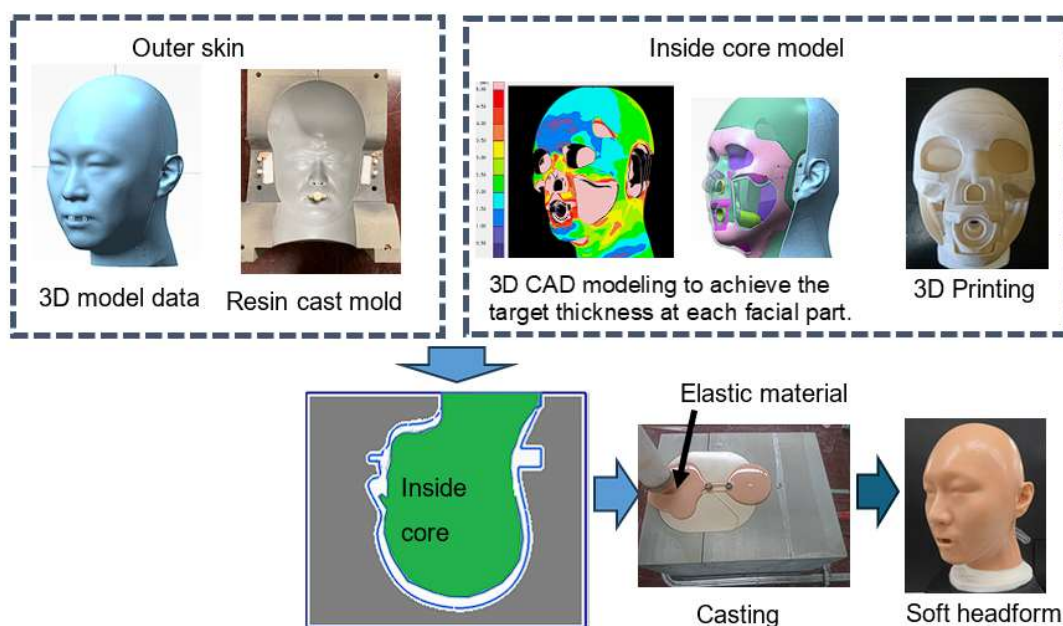 Outer skin
3D model data
Resin cast mold
Inside core model
3D CAD modeling to achieve the
target thickness at each facial part.
3D Printing
Inside
core
Elastic material
Casting
Soft headform